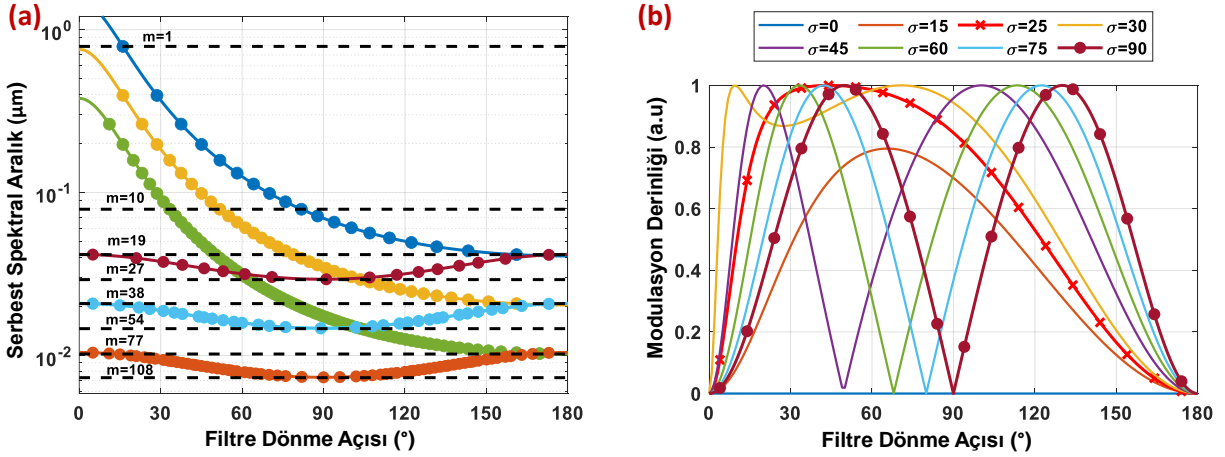 (a)
Serbest Spektral Aralık (µm)
10⁰
10⁻¹
10⁻²
m=1
m=10
m=19
m=27
m=38
m=54
m=77
m=108
0 30 60 90 120 150 180
Filtre Dönme Açısı (°)
(b)
σ=0 σ=15 σ=25 σ=30
σ=45 σ=60 σ=75 σ=90
Modulasyon Derinliği (a.u)
1
0.8
0.6
0.4
0.2
0
0 30 60 90 120 150 180
Filtre Dönme Açısı (°)